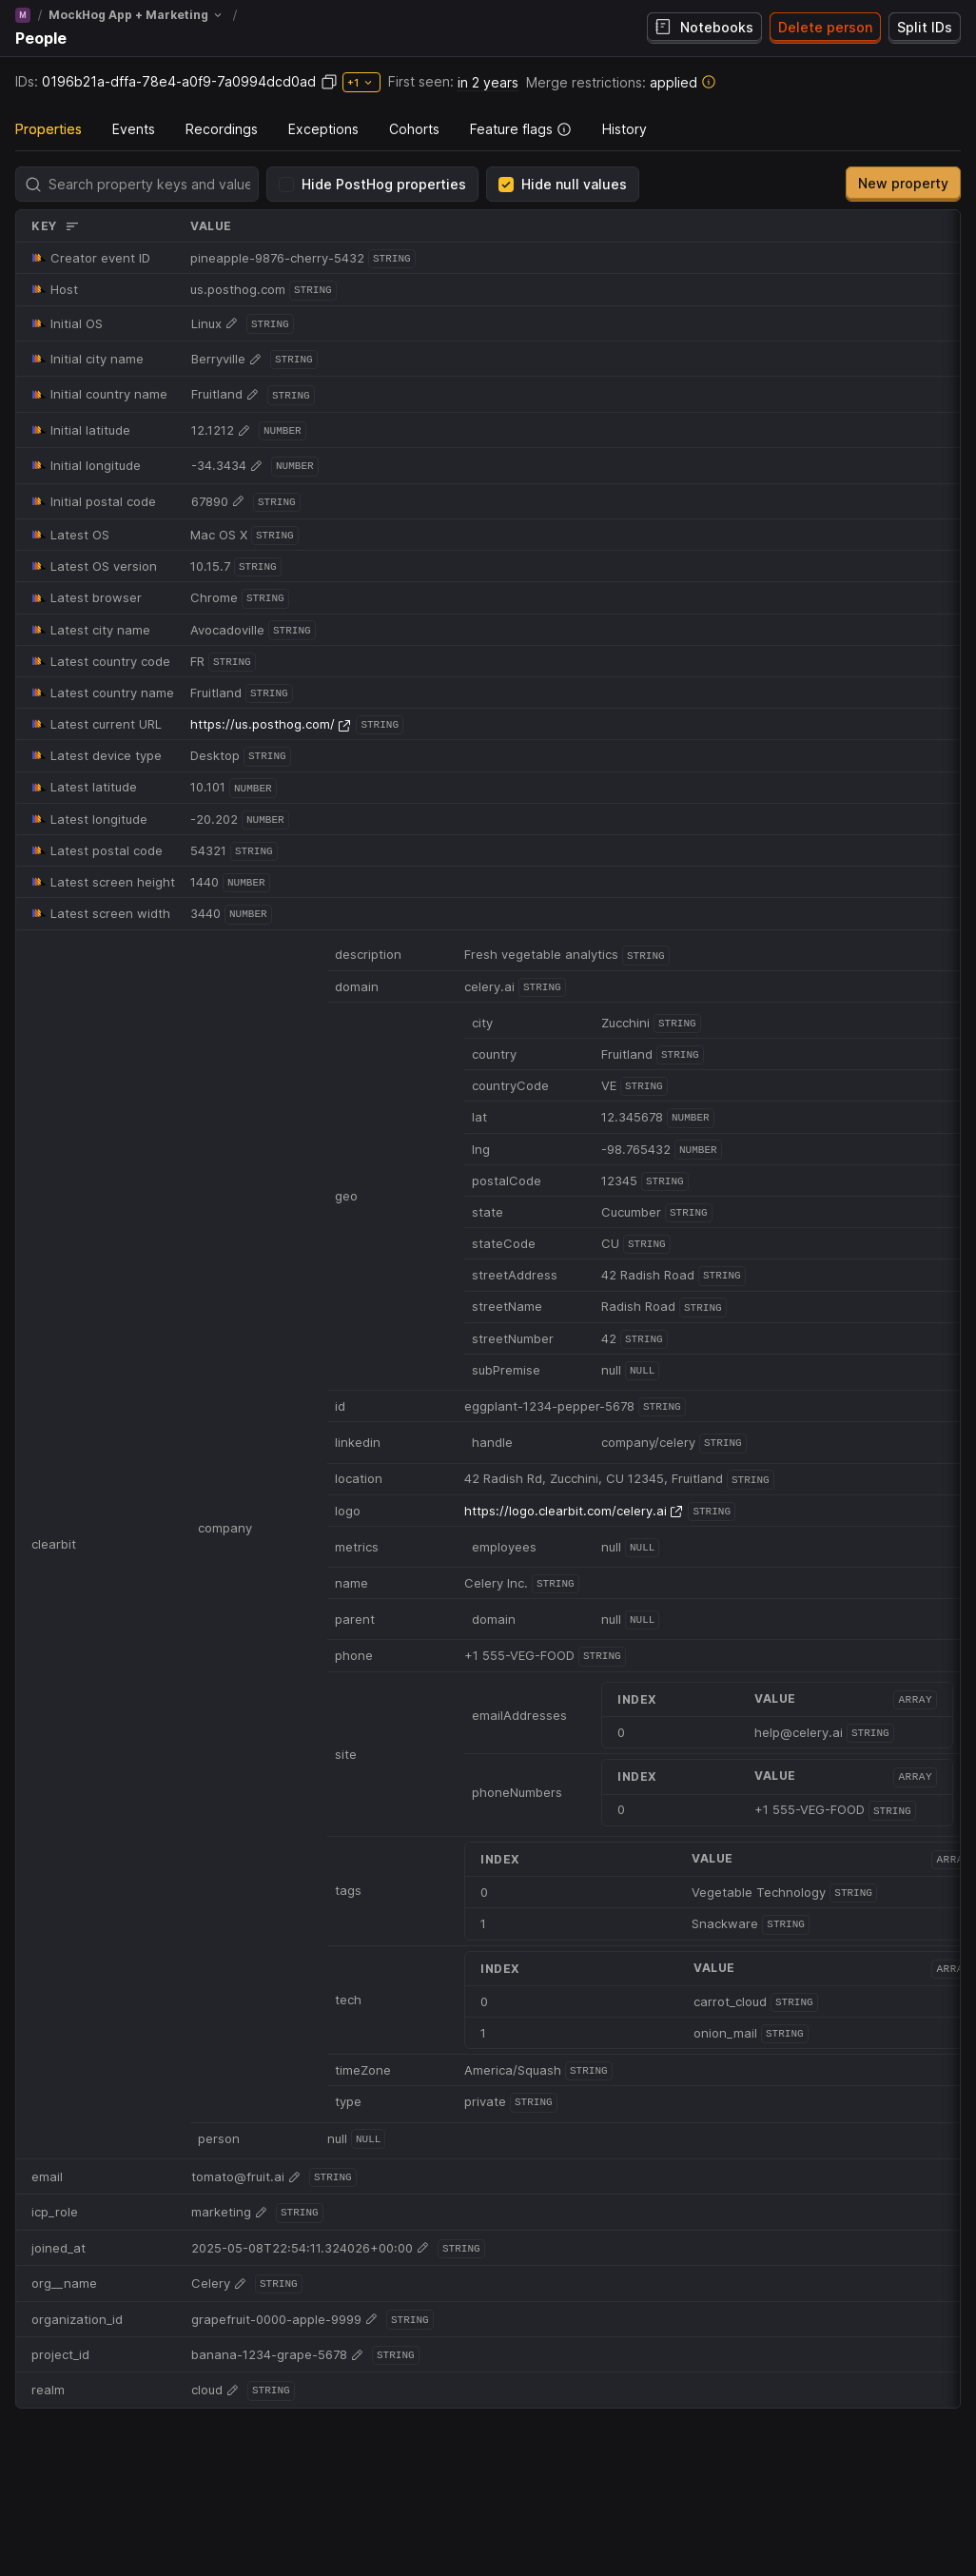 M / MockHog App + Marketing /
People
Notebooks Delete person Split IDs
IDs: 0196b21a-dffa-78e4-a0f9-7a0994dcd0ad +1 First seen: in 2 years Merge restrictions: applied
Properties Events Recordings Exceptions Cohorts Feature flags History
Search property keys and value Hide PostHog properties Hide null values New property
KEY VALUE
Creator event ID pineapple-9876-cherry-5432 STRING
Host us.posthog.com STRING
Initial OS Linux STRING
Initial city name Berryville STRING
Initial country name Fruitland STRING
Initial latitude 12.1212 NUMBER
Initial longitude -34.3434 NUMBER
Initial postal code 67890 STRING
Latest OS Mac OS X STRING
Latest OS version 10.15.7 STRING
Latest browser Chrome STRING
Latest city name Avocadoville STRING
Latest country code FR STRING
Latest country name Fruitland STRING
Latest current URL https://us.posthog.com/ STRING
Latest device type Desktop STRING
Latest latitude 10.101 NUMBER
Latest longitude -20.202 NUMBER
Latest postal code 54321 STRING
Latest screen height 1440 NUMBER
Latest screen width 3440 NUMBER
description Fresh vegetable analytics STRING
domain celery.ai STRING
city Zucchini STRING
country Fruitland STRING
countryCode VE STRING
lat 12.345678 NUMBER
lng -98.765432 NUMBER
postalCode 12345 STRING
geo
state Cucumber STRING
stateCode CU STRING
streetAddress 42 Radish Road STRING
streetName Radish Road STRING
streetNumber 42 STRING
subPremise null NULL
id eggplant-1234-pepper-5678 STRING
linkedin handle company/celery STRING
location 42 Radish Rd, Zucchini, CU 12345, Fruitland STRING
logo https://logo.clearbit.com/celery.ai STRING
company
clearbit
metrics employees null NULL
name Celery Inc. STRING
parent domain null NULL
phone +1 555-VEG-FOOD STRING
INDEX VALUE ARRAY
emailAddresses
0 help@celery.ai STRING
site
INDEX VALUE ARRAY
phoneNumbers
0 +1 555-VEG-FOOD STRING
INDEX VALUE ARRA
tags
0 Vegetable Technology STRING
1 Snackware STRING
INDEX VALUE ARRA
tech
0 carrot_cloud STRING
1 onion_mail STRING
timeZone America/Squash STRING
type private STRING
person null NULL
email tomato@fruit.ai STRING
icp_role marketing STRING
joined_at 2025-05-08T22:54:11.324026+00:00 STRING
org__name Celery STRING
organization_id grapefruit-0000-apple-9999 STRING
project_id banana-1234-grape-5678 STRING
realm cloud STRING